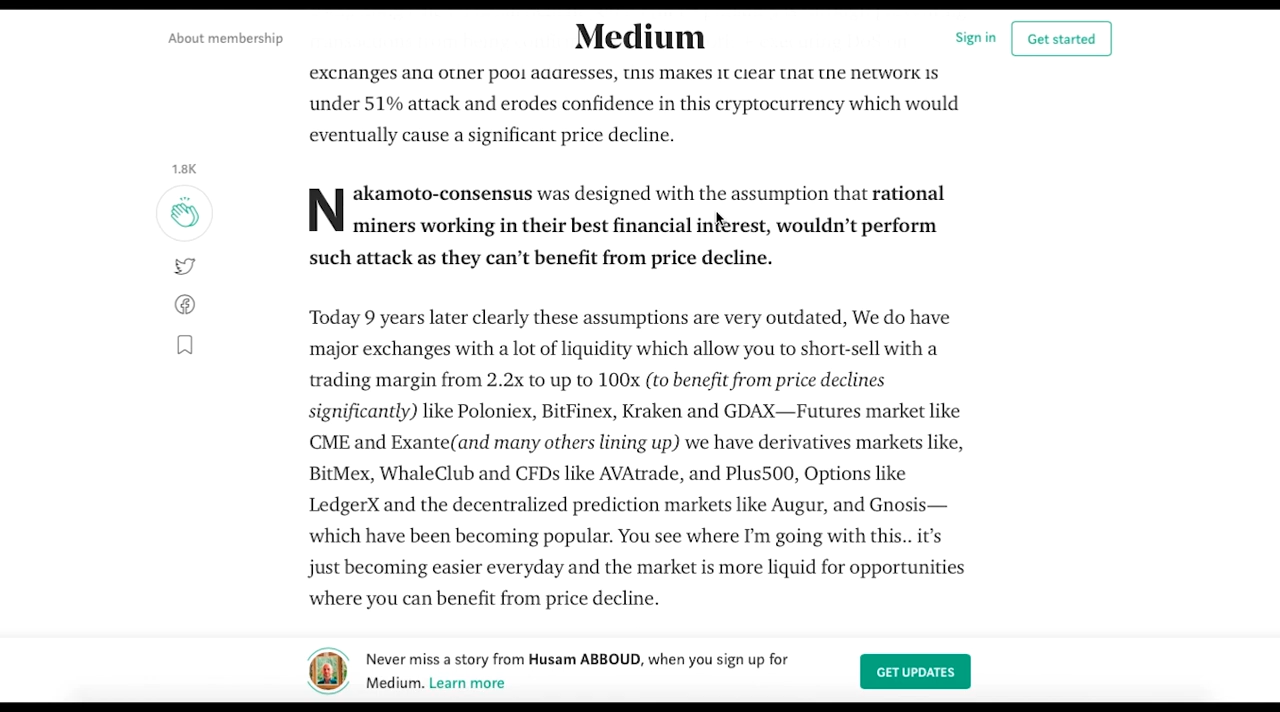 About membership
Medium
Sign in
Get started
exchanges and other pool addresses, this makes it clear that the network is
under 51% attack and erodes confidence in this cryptocurrency which would
eventually cause a significant price decline.
1.8K
Nakamoto-consensus was designed with the assumption that rational
miners working in their best financial interest, wouldn’t perform
such attack as they can’t benefit from price decline.
Today 9 years later clearly these assumptions are very outdated, We do have
major exchanges with a lot of liquidity which allow you to short-sell with a
trading margin from 2.2x to up to 100x (to benefit from price declines
significantly) like Poloniex, BitFinex, Kraken and GDAX—Futures market like
CME and Exante(and many others lining up) we have derivatives markets like,
BitMex, WhaleClub and CFDs like AVAtrade, and Plus500, Options like
LedgerX and the decentralized prediction markets like Augur, and Gnosis—
which have been becoming popular. You see where I’m going with this.. it’s
just becoming easier everyday and the market is more liquid for opportunities
where you can benefit from price decline.
Never miss a story from Husam ABBOUD, when you sign up for
Medium. Learn more
GET UPDATES